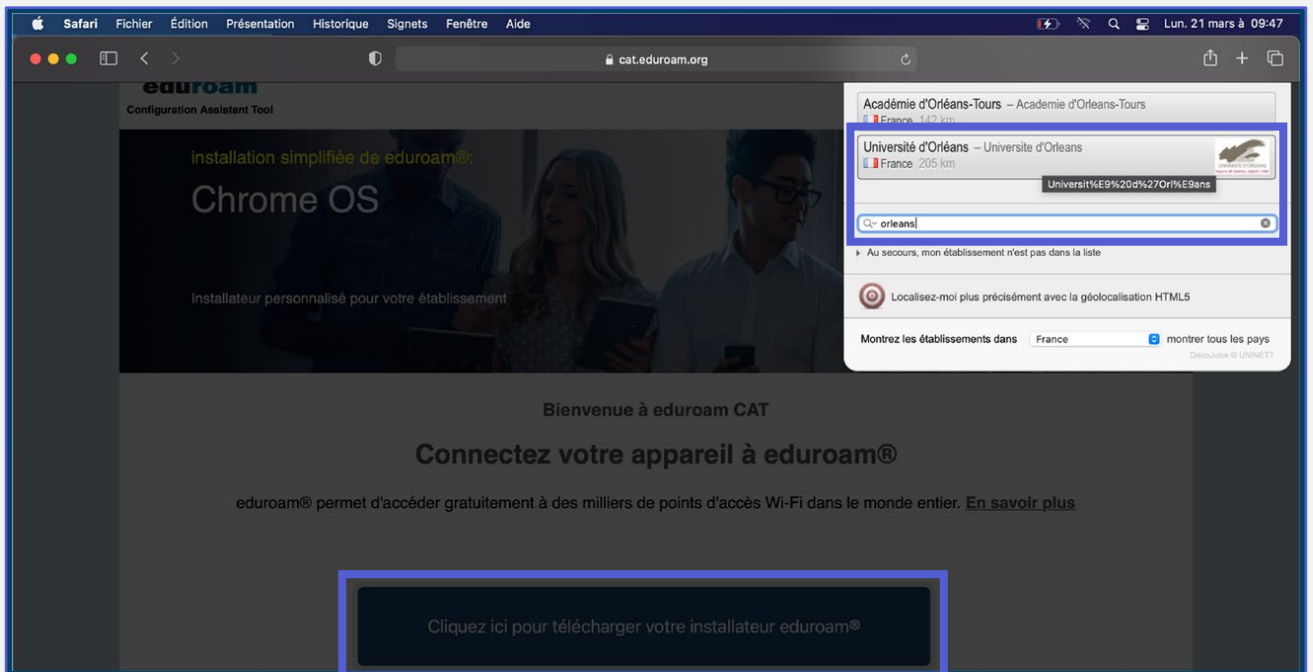 Safari Fichier Édition Présentation Historique Signets Fenêtre Aide Lun. 21 mars à 09:47
cat.eduroam.org
eduroam
Configuration Assistant Tool
installation simplifiée de eduroam®:
Chrome OS
Installateur personnalisé pour votre établissement
Académie d'Orléans-Tours – Academie d'Orleans-Tours
France 142 km
Université d'Orléans – Universite d'Orleans
France 205 km
Universit%E9%20d%27Orl%E9ans
orleans
Au secours, mon établissement n'est pas dans la liste
Localisez-moi plus précisément avec la géolocalisation HTML5
Montrez les établissements dans France montrer tous les pays
DiscoJuice © UNINETT
Bienvenue à eduroam CAT
Connectez votre appareil à eduroam®
eduroam® permet d'accéder gratuitement à des milliers de points d'accès Wi-Fi dans le monde entier. En savoir plus
Cliquez ici pour télécharger votre installateur eduroam®